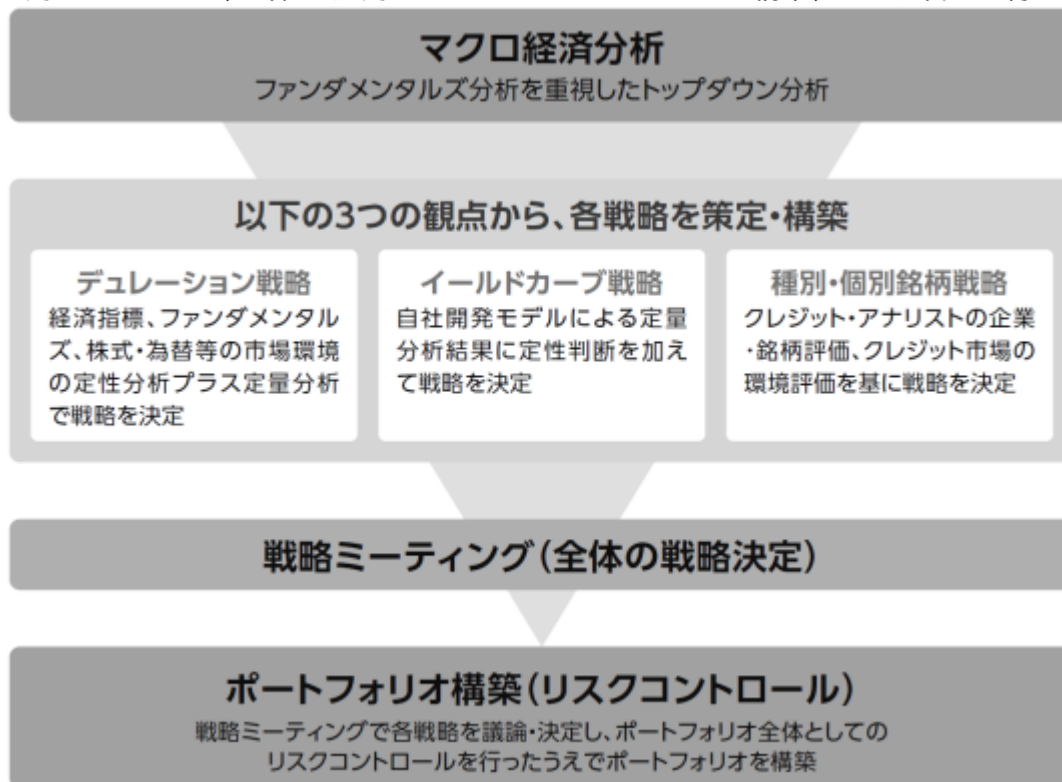 マクロ経済分析
ファンダメンタルズ分析を重視したトップダウン分析
以下の3つの観点から、各戦略を策定・構築
デュレーション戦略
経済指標、ファンダメンタル
ズ、株式・為替等の市場環境
の定性分析プラス定量分析
で戦略を決定
イールドカーブ戦略
自社開発モデルによる定量
分析結果に定性判断を加え
て戦略を決定
種別・個別銘柄戦略
クレジット・アナリストの企業
・銘柄評価、クレジット市場の
環境評価を基に戦略を決定
戦略ミーティング(全体の戦略決定)
ポートフォリオ構築(リスクコントロール)
戦略ミーティングで各戦略を議論・決定し、ポートフォリオ全体としての
リスクコントロールを行ったうえでポートフォリオを構築